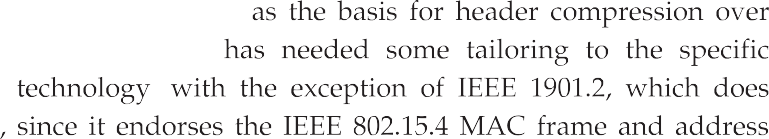 as the basis for header compression over
has needed some tailoring to the specific
technology with the exception of IEEE 1901.2, which does
, since it endorses the IEEE 802.15.4 MAC frame and address